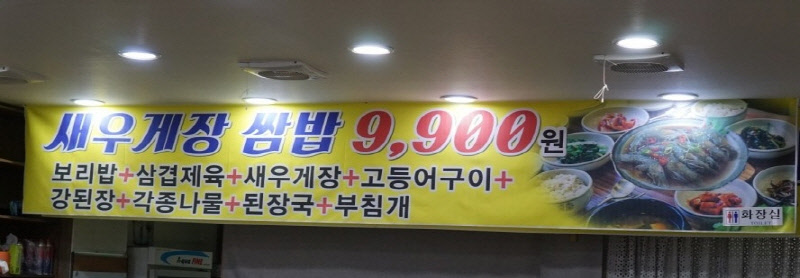 새우게장 쌈밥 9,900원
보리밥+삼겹제육+새우게장+고등어구이+
강된장+각종나물+된장국+부침개
화장실
TOILET